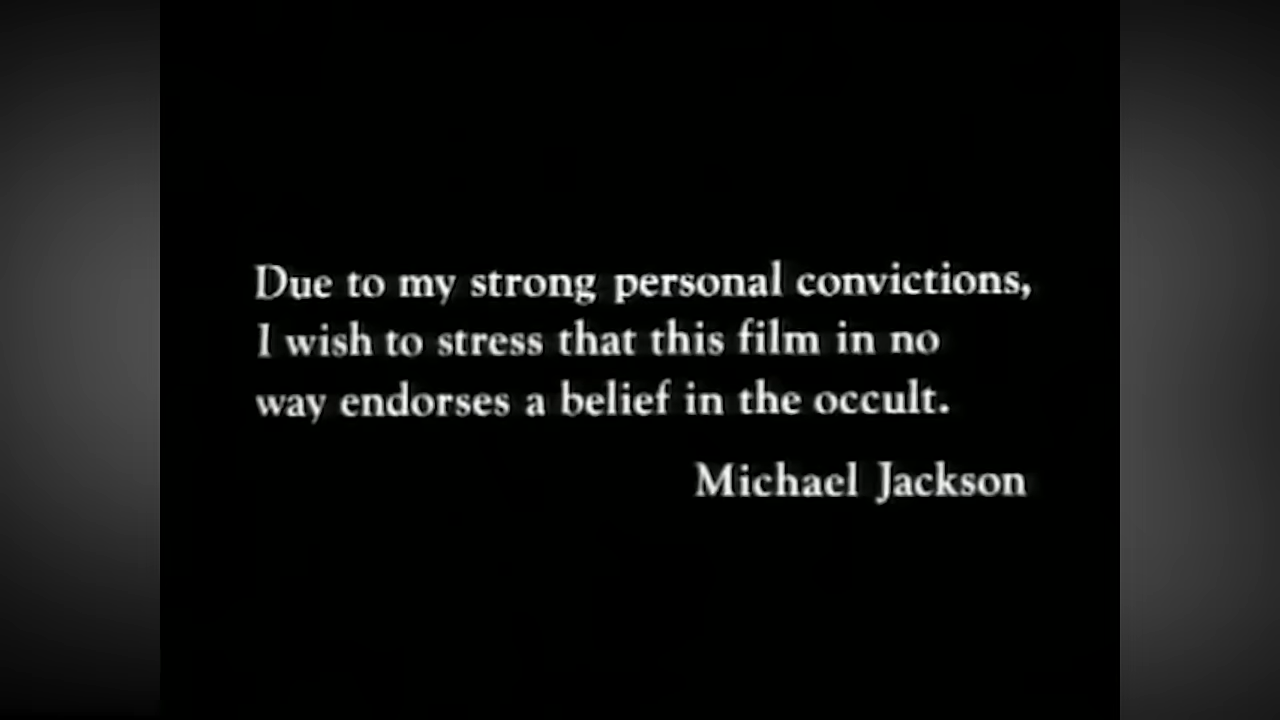 Due to my strong personal convictions,
I wish to stress that this film in no
way endorses a belief in the occult.
Michael Jackson